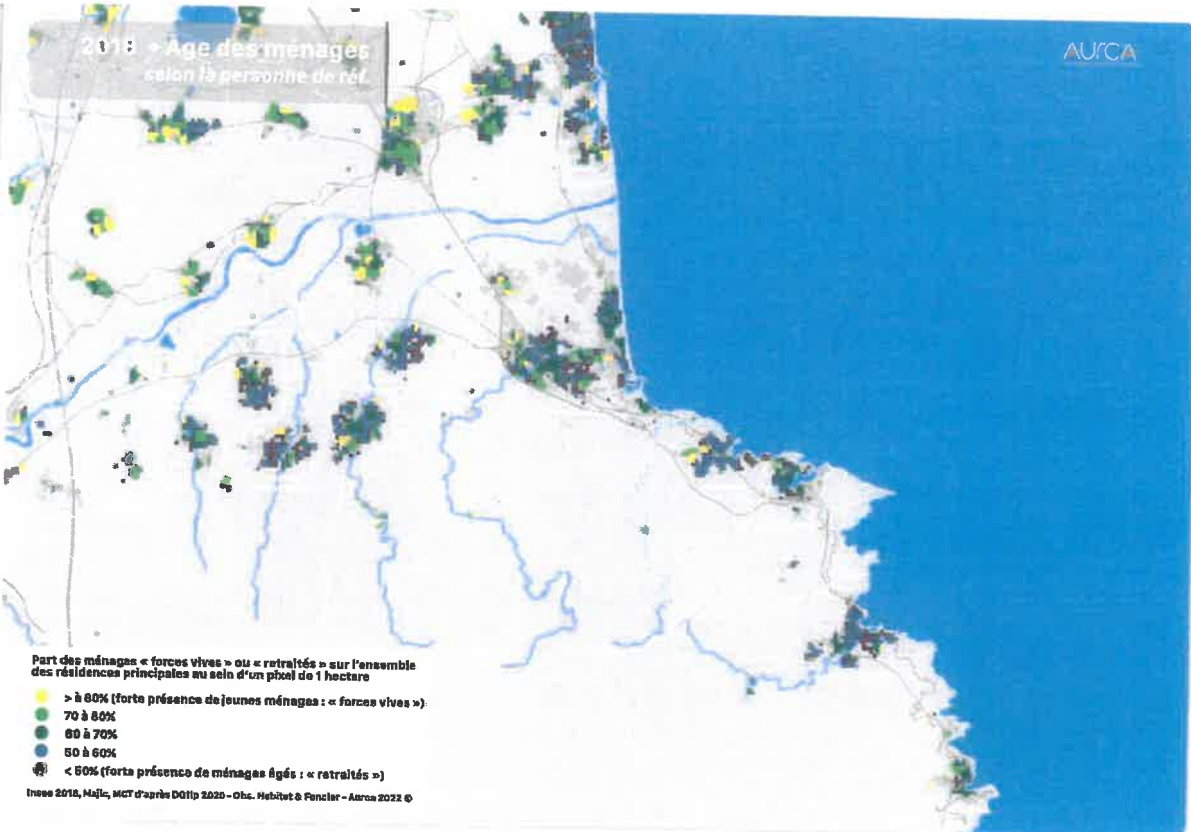 2018 • Age des ménages
selon la personne de réf.
AURCA
Part des ménages « forces vives » ou « retraités » sur l'ensemble
des résidences principales au sein d'un pixel de 1 hectare
> à 80% (forte présence de jeunes ménages : « forces vives »)
70 à 80%
60 à 70%
50 à 60%
< 50% (forte présence de ménages âgés : « retraités »)
Insee 2018, Majic, MCT d'après DGfip 2020 – Obs. Habitat & Foncier – Aurca 2022 ©